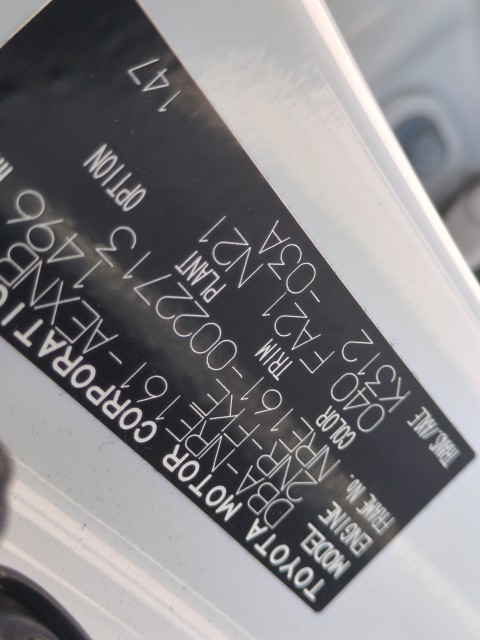 TOYOTA MOTOR CORPORATIO
MODEL DBA-NRE161-AEXNB
ENGINE 2NR-FKE 1496
FRAME No. NRE161-0022713
COLOR TRIM PLANT OPTION
040 FA21 N21 147
TRANS./AXLE K312 -03A